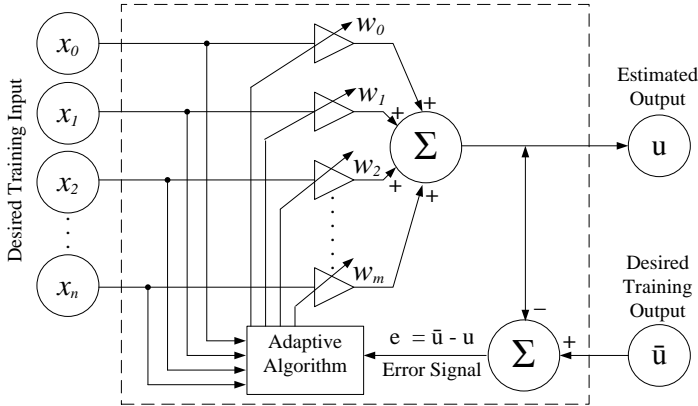 Desired Training Input
x0
x1
x2
xn
w0
w1
w2
wm
+
+
+
+
Σ
Estimated
Output
u
Adaptive
Algorithm
e = ū - u
Error Signal
−
+
Σ
Desired
Training
Output
ū